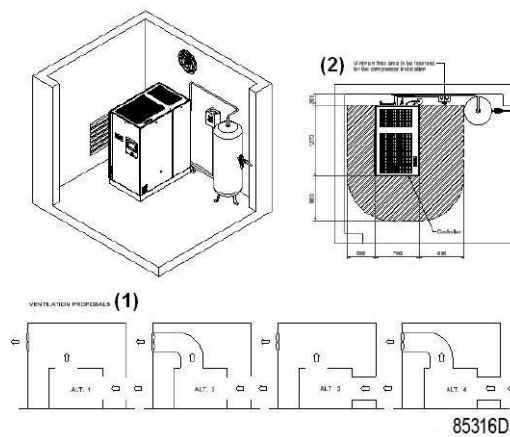 (2) Minimum free area to be reserved
for the compressor installation
1270
Controller
VENTILATION PROPOSALS (1)
ALT. 1
ALT. 2
ALT. 3
ALT. 4
85316D